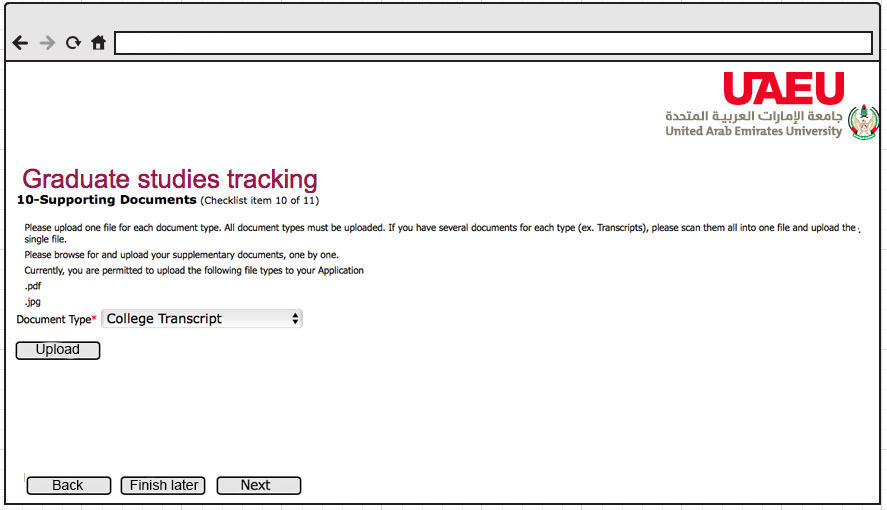 UAEU
جامعة الإمارات العربية المتحدة
United Arab Emirates University
Graduate studies tracking
10-Supporting Documents (Checklist item 10 of 11)
Please upload one file for each document type. All document types must be uploaded. If you have several documents for each type (ex. Transcripts), please scan them all into one file and upload the
single file.
Please browse for and upload your supplementary documents, one by one.
Currently, you are permitted to upload the following file types to your Application
.pdf
.jpg
Document Type* College Transcript
Upload
Back Finish later Next